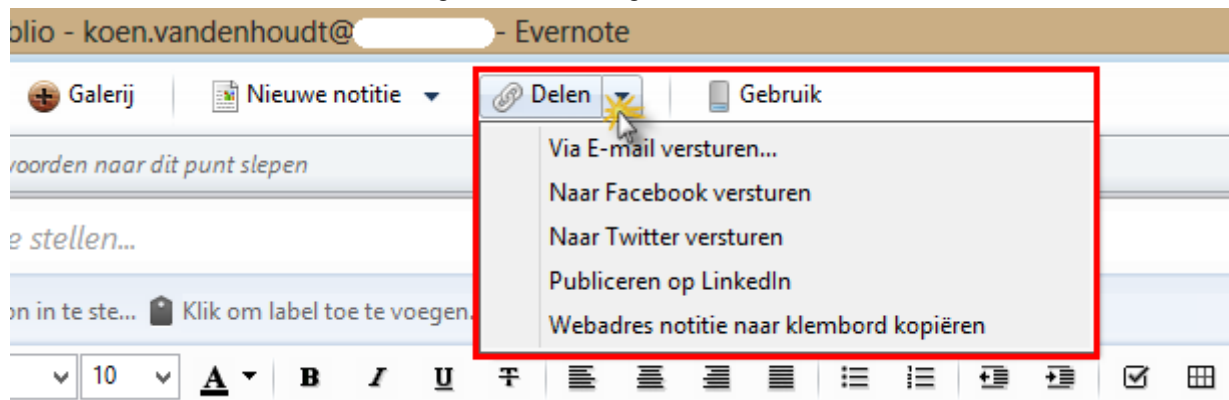 olio - koen.vandenhoudt@ - Evernote
Galerij Nieuwe notitie Delen Gebruik
Via E-mail versturen...
voorden naar dit punt slepen
Naar Facebook versturen
e stellen...
Naar Twitter versturen
Publiceren op LinkedIn
on in te ste... Klik om label toe te voegen.
Webadres notitie naar klembord kopiëren
10 A B I U T